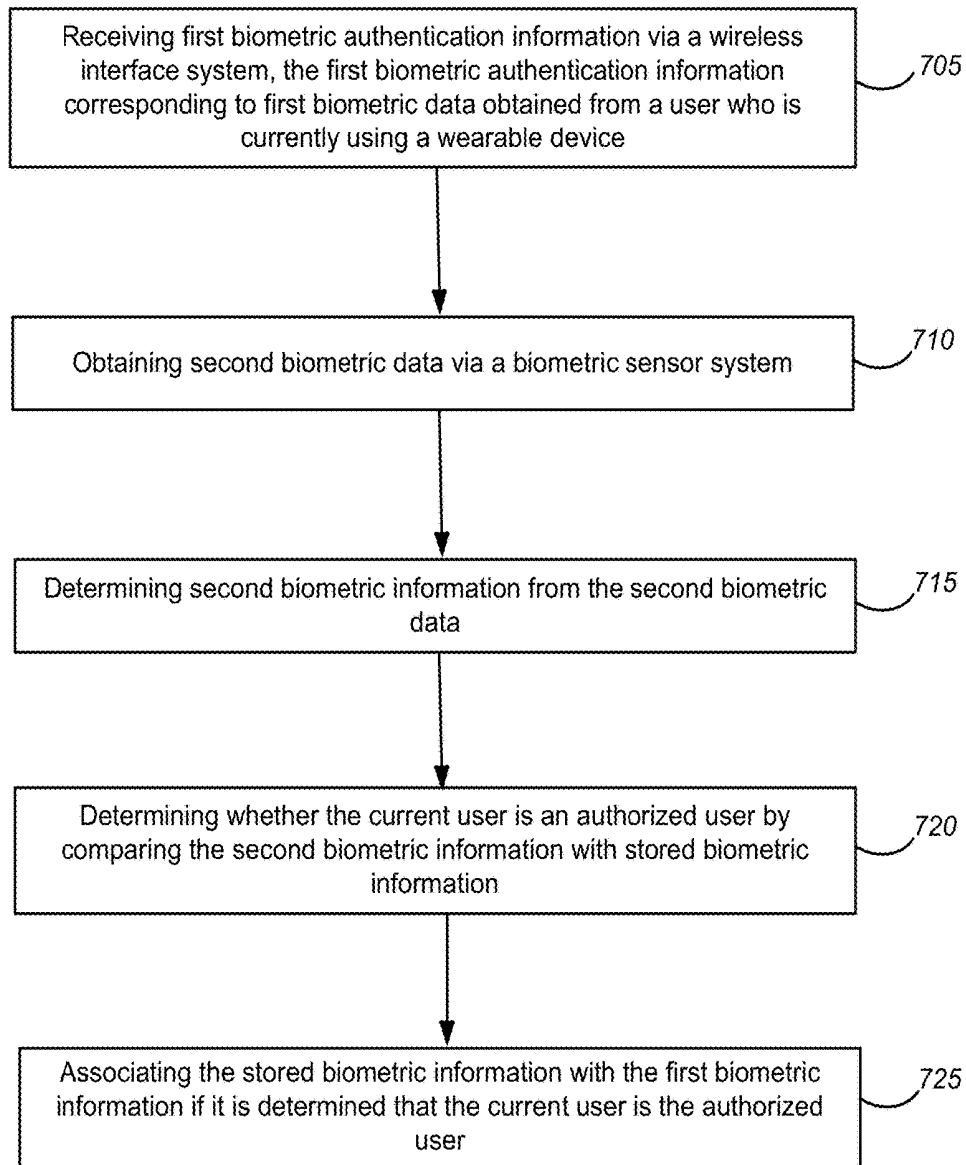 Receiving first biometric authentication information via a wireless
interface system, the first biometric authentication information
corresponding to first biometric data obtained from a user who is
currently using a wearable device
705
Obtaining second biometric data via a biometric sensor system
710
Determining second biometric information from the second biometric
data
715
Determining whether the current user is an authorized user by
comparing the second biometric information with stored biometric
information
720
Associating the stored biometric information with the first biometric
information if it is determined that the current user is the authorized
user
725